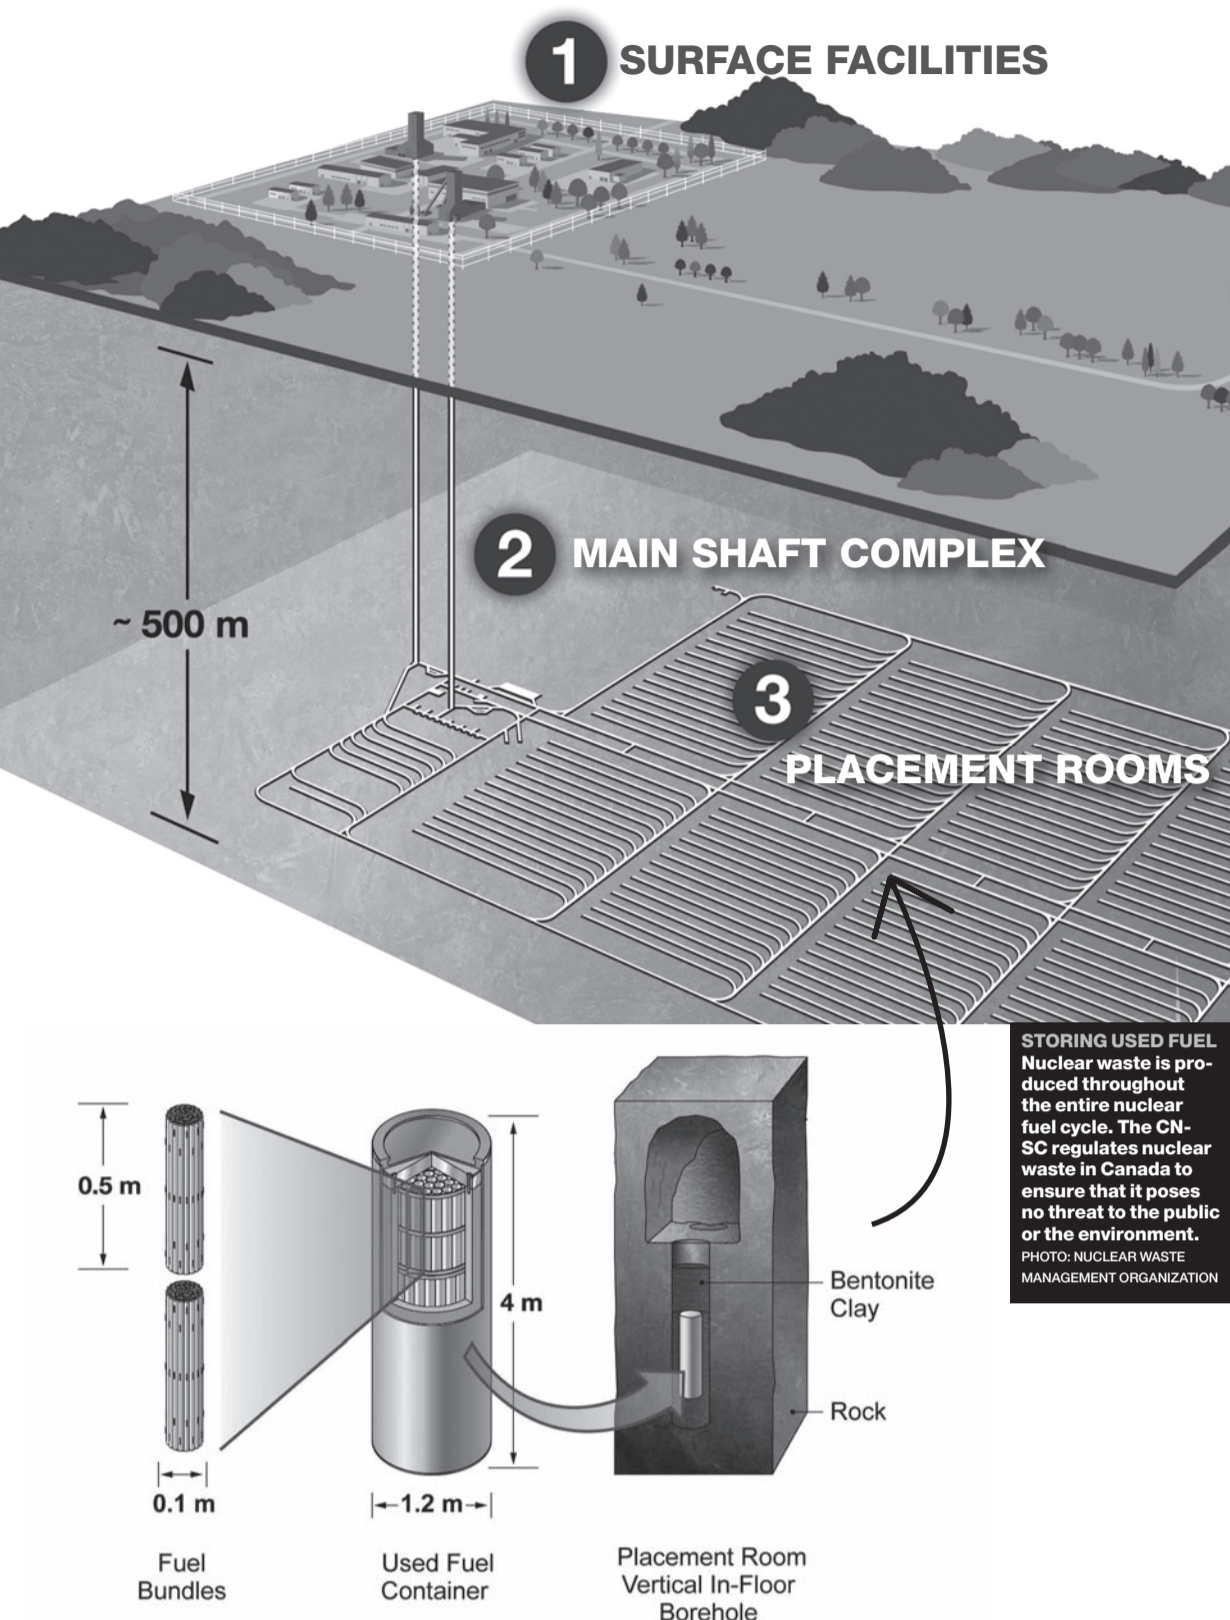 1 SURFACE FACILITIES
2 MAIN SHAFT COMPLEX
~ 500 m
3
PLACEMENT ROOMS
STORING USED FUEL
Nuclear waste is pro-
duced throughout
the entire nuclear
fuel cycle. The CN-
SC regulates nuclear
waste in Canada to
ensure that it poses
no threat to the public
or the environment.
PHOTO: NUCLEAR WASTE
MANAGEMENT ORGANIZATION
0.5 m
0.1 m
Fuel
Bundles
4 m
1.2 m
Used Fuel
Container
Bentonite
Clay
Rock
Placement Room
Vertical In-Floor
Borehole